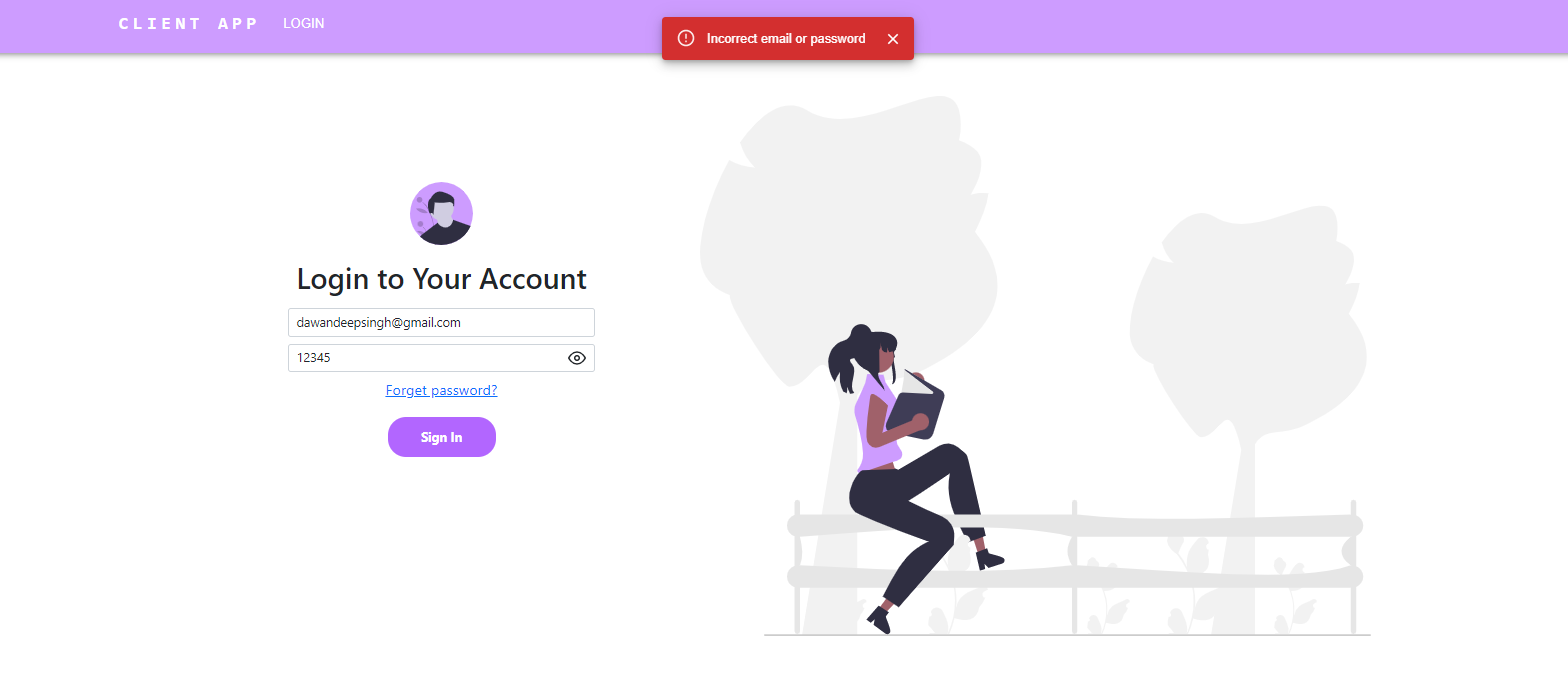 CLIENT APP LOGIN
Incorrect email or password
Login to Your Account
dawandeepsingh@gmail.com
12345
Forget password?
Sign In